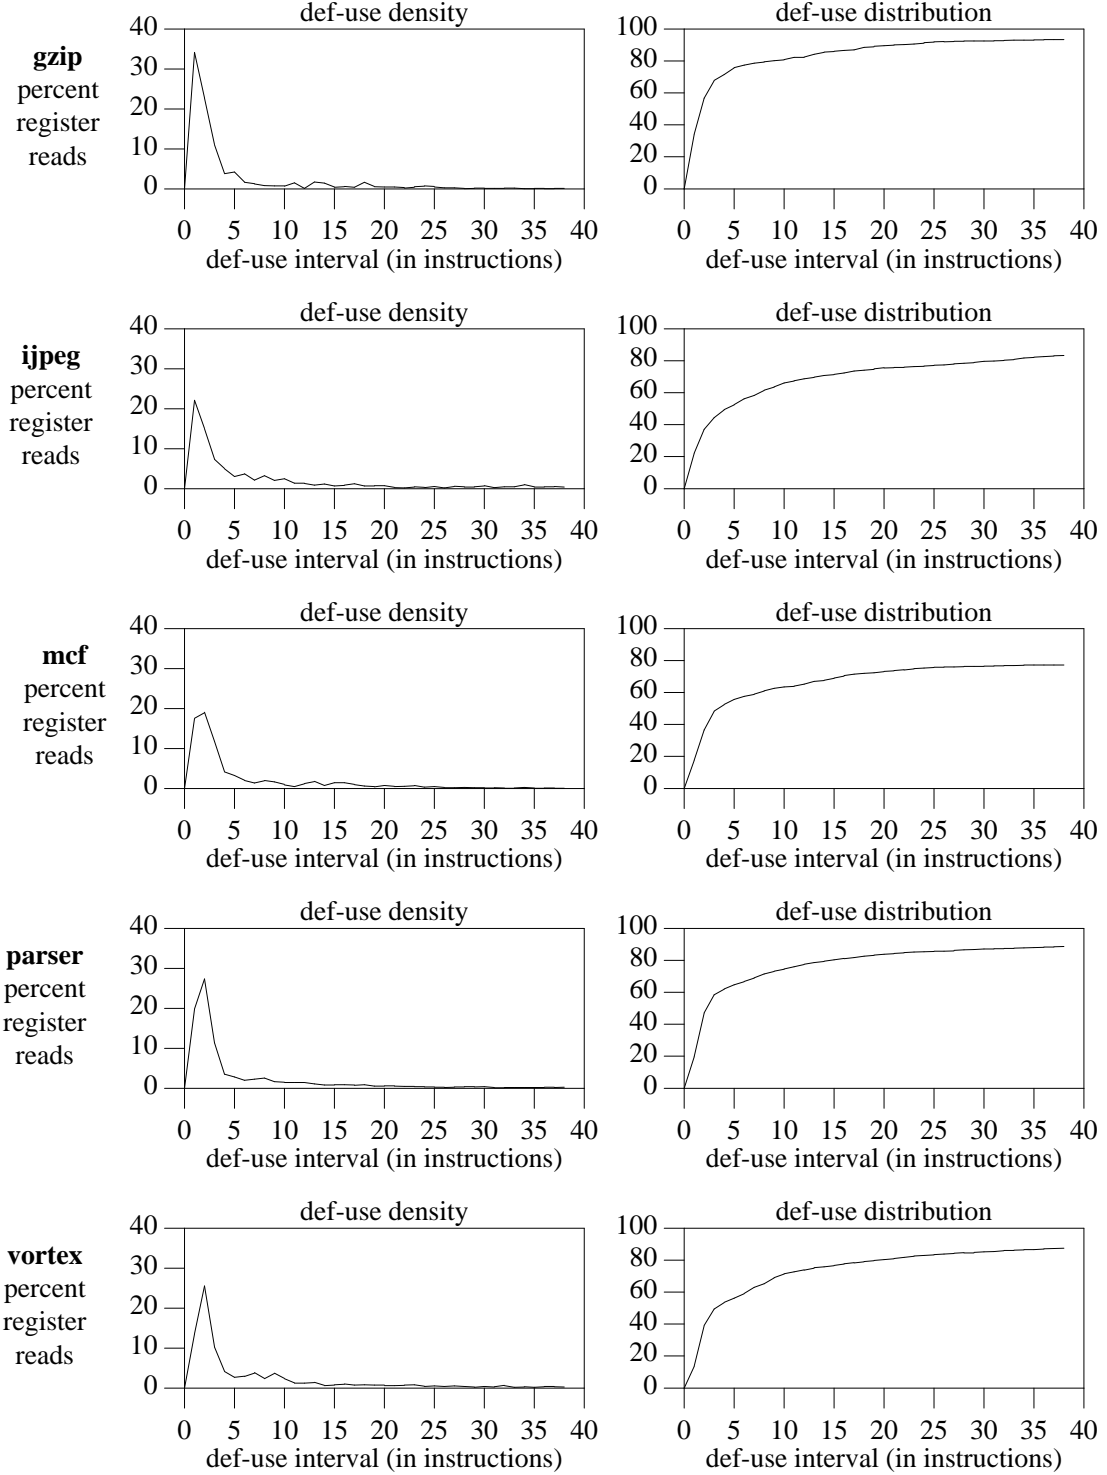 def-use density
def-use distribution
gzip
percent
register
reads
40
30
20
10
0
100
80
60
40
20
0
0 5 10 15 20 25 30 35 40
0 5 10 15 20 25 30 35 40
def-use interval (in instructions)
def-use interval (in instructions)
def-use density
def-use distribution
ijpeg
percent
register
reads
40
30
20
10
0
100
80
60
40
20
0
0 5 10 15 20 25 30 35 40
0 5 10 15 20 25 30 35 40
def-use interval (in instructions)
def-use interval (in instructions)
def-use density
def-use distribution
mcf
percent
register
reads
40
30
20
10
0
100
80
60
40
20
0
0 5 10 15 20 25 30 35 40
0 5 10 15 20 25 30 35 40
def-use interval (in instructions)
def-use interval (in instructions)
def-use density
def-use distribution
parser
percent
register
reads
40
30
20
10
0
100
80
60
40
20
0
0 5 10 15 20 25 30 35 40
0 5 10 15 20 25 30 35 40
def-use interval (in instructions)
def-use interval (in instructions)
def-use density
def-use distribution
vortex
percent
register
reads
40
30
20
10
0
100
80
60
40
20
0
0 5 10 15 20 25 30 35 40
0 5 10 15 20 25 30 35 40
def-use interval (in instructions)
def-use interval (in instructions)